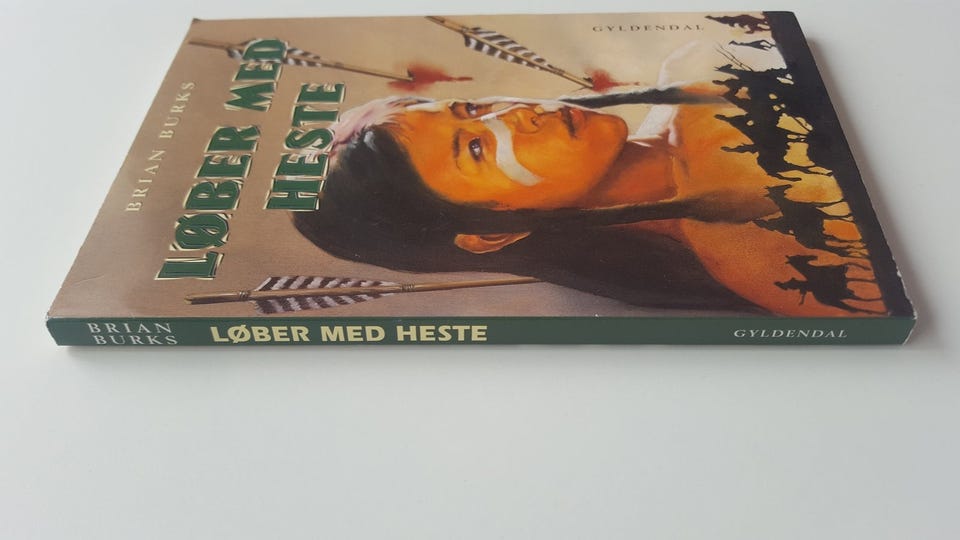 BRIAN BURKS
LØBER MED
HESTE
GYLDENDAL
BRIAN
BURKS
LØBER MED HESTE
GYLDENDAL